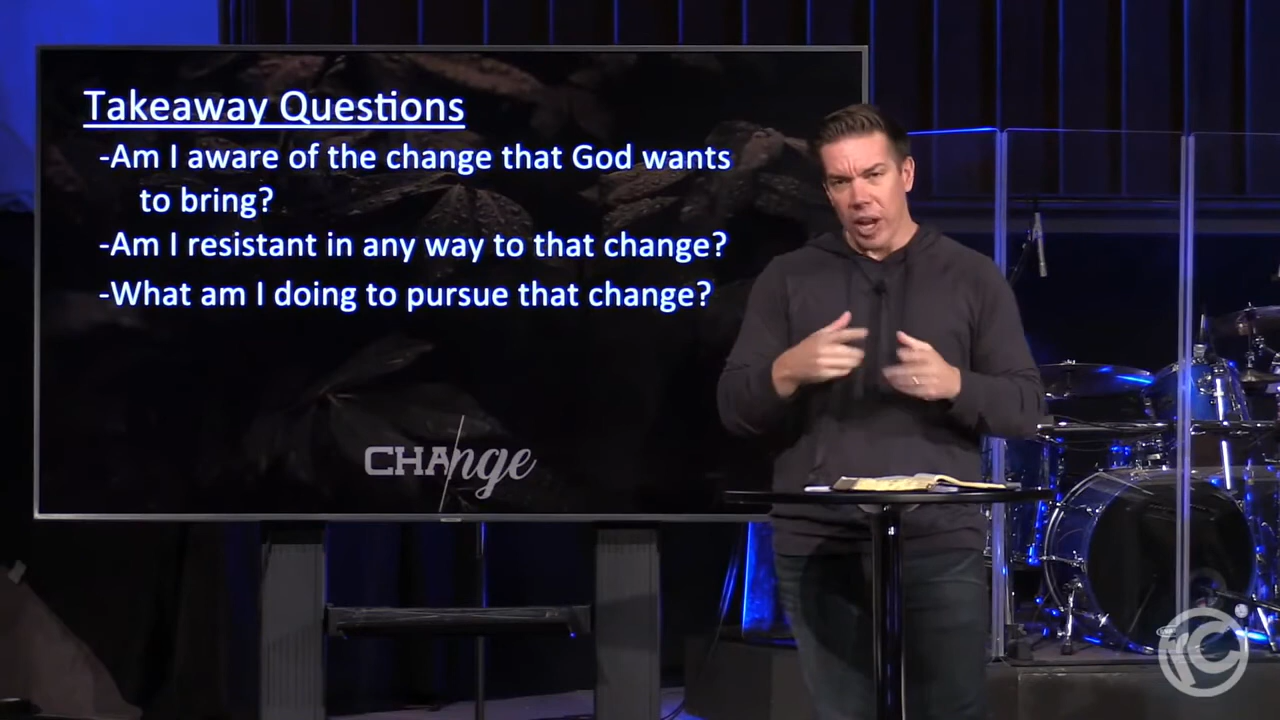 Takeaway Questions
-Am I aware of the change that God wants
to bring?
-Am I resistant in any way to that change?
-What am I doing to pursue that change?
CHAnge